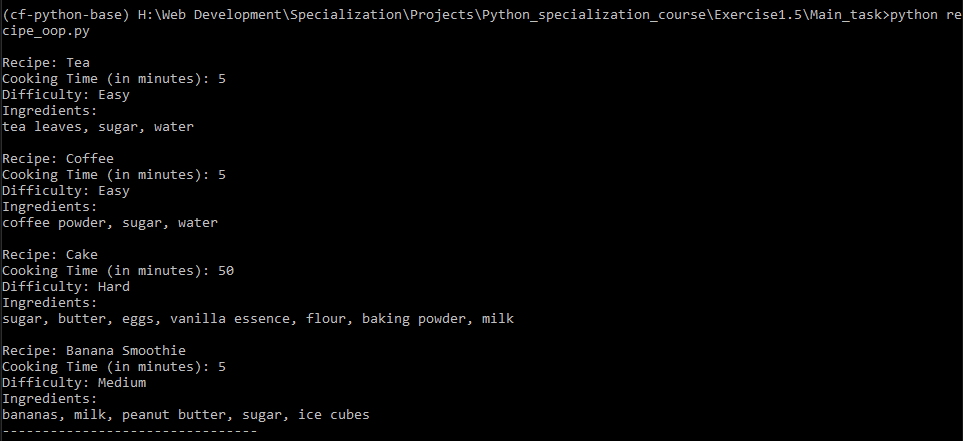 (cf-python-base) H:\Web Development\Specialization\Projects\Python_specialization_course\Exercise1.5\Main_task>python re
cipe_oop.py
Recipe: Tea
Cooking Time (in minutes): 5
Difficulty: Easy
Ingredients:
tea leaves, sugar, water
Recipe: Coffee
Cooking Time (in minutes): 5
Difficulty: Easy
Ingredients:
coffee powder, sugar, water
Recipe: Cake
Cooking Time (in minutes): 50
Difficulty: Hard
Ingredients:
sugar, butter, eggs, vanilla essence, flour, baking powder, milk
Recipe: Banana Smoothie
Cooking Time (in minutes): 5
Difficulty: Medium
Ingredients:
bananas, milk, peanut butter, sugar, ice cubes
--------------------------------